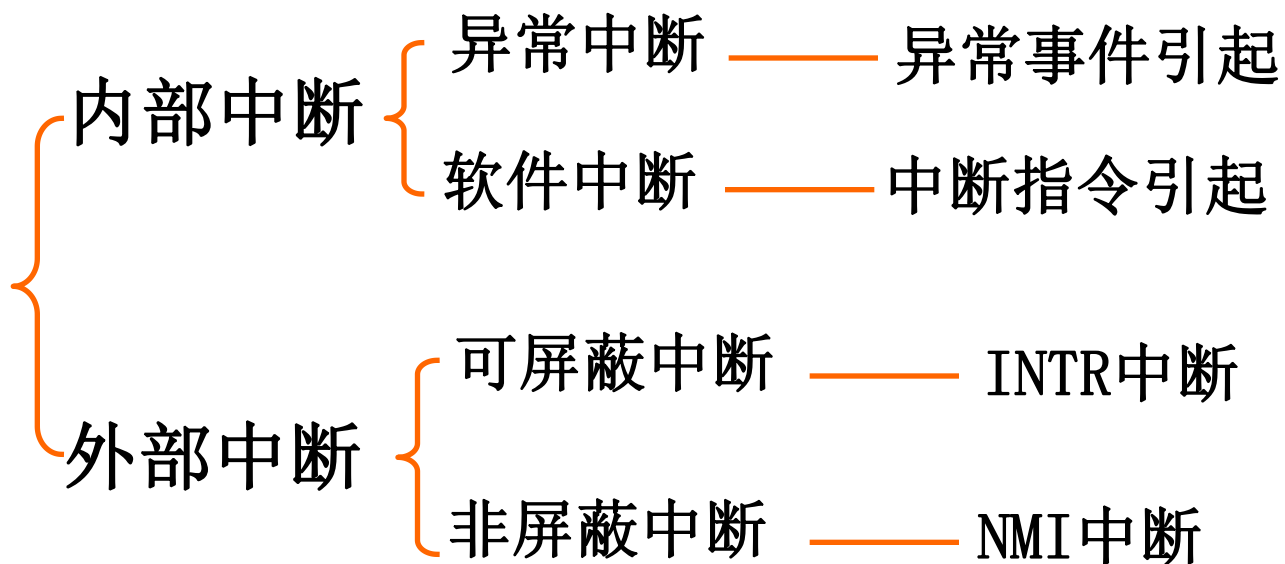 内部中断
异常中断
异常事件引起
软件中断
中断指令引起
外部中断
可屏蔽中断
INTR中断
非屏蔽中断
NMI中断